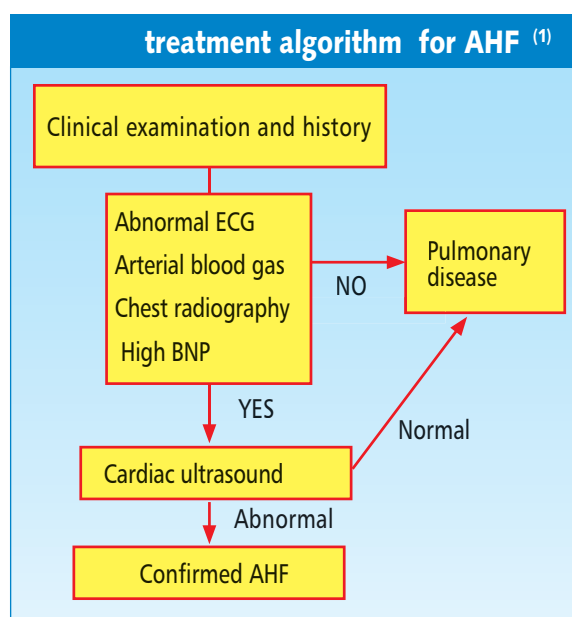 treatment algorithm for AHF (1)
Clinical examination and history
Abnormal ECG
Arterial blood gas
Chest radiography
High BNP
NO
Pulmonary
disease
YES
Normal
Cardiac ultrasound
Abnormal
Confirmed AHF